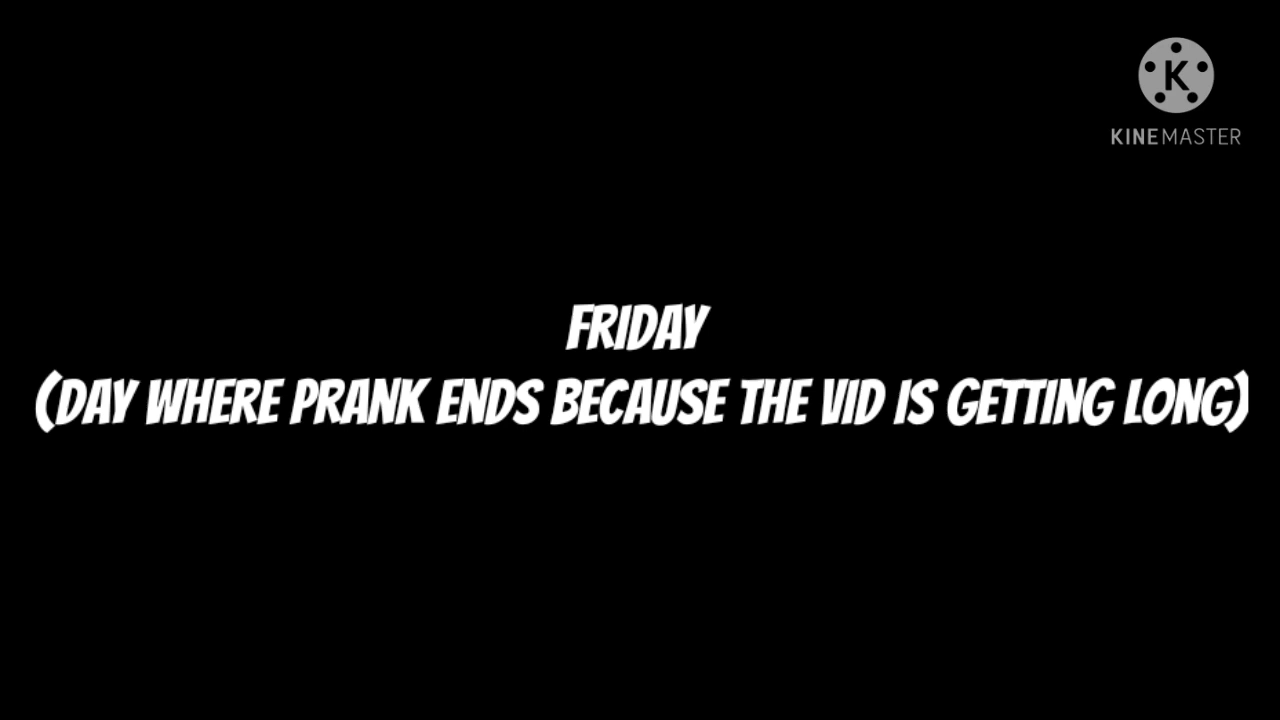 K
KINEMASTER
FRIDAY
(DAY WHERE PRANK ENDS BECAUSE THE VID IS GETTING LONG)